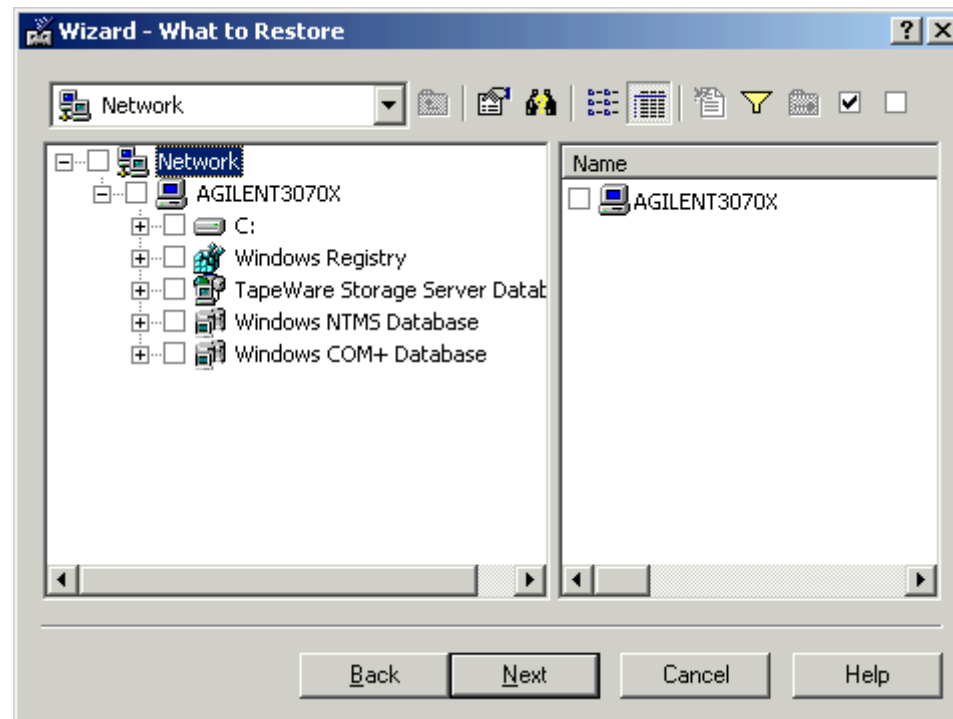 Wizard - What to Restore
Network
Network
AGILENT3070X
C:
Windows Registry
TapeWare Storage Server Datab
Windows NTMS Database
Windows COM+ Database
Name
AGILENT3070X
Back
Next
Cancel
Help